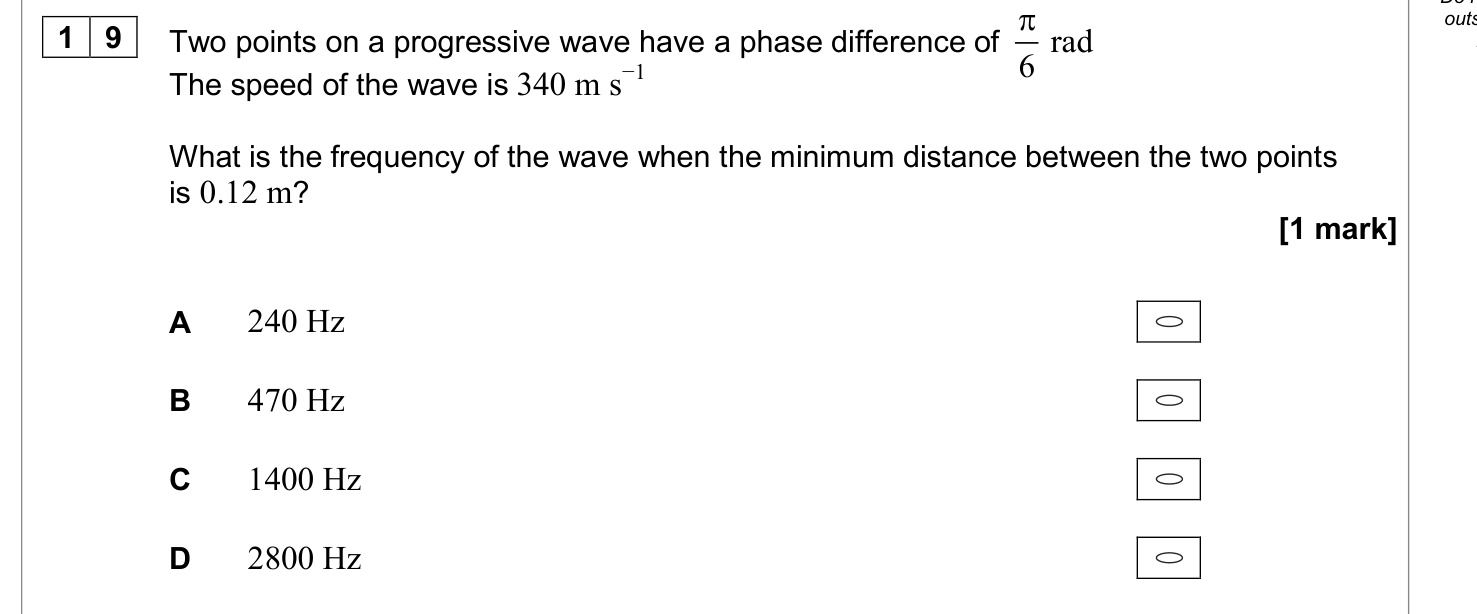 1 9 Two points on a progressive wave have a phase difference of π/6 rad
The speed of the wave is 340 m s⁻¹
What is the frequency of the wave when the minimum distance between the two points
is 0.12 m?
[1 mark]
A 240 Hz
B 470 Hz
C 1400 Hz
D 2800 Hz